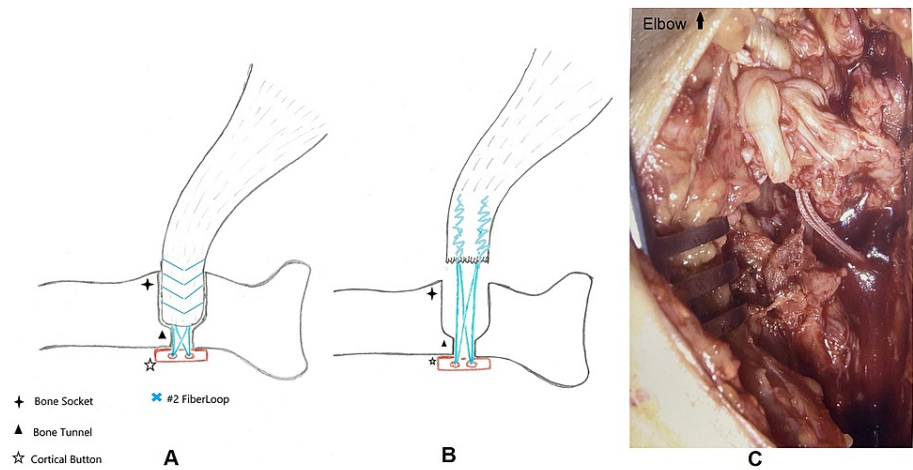 Elbow
Bone Socket
#2 FiberLoop
Bone Tunnel
Cortical Button
A
B
C